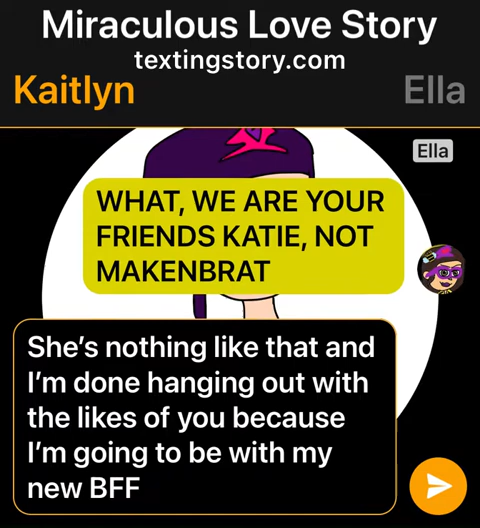 Miraculous Love Story
textingstory.com
Kaitlyn
Ella
Ella
WHAT, WE ARE YOUR
FRIENDS KATIE, NOT
MAKENBRAT
She’s nothing like that and
I’m done hanging out with
the likes of you because
I’m going to be with my
new BFF